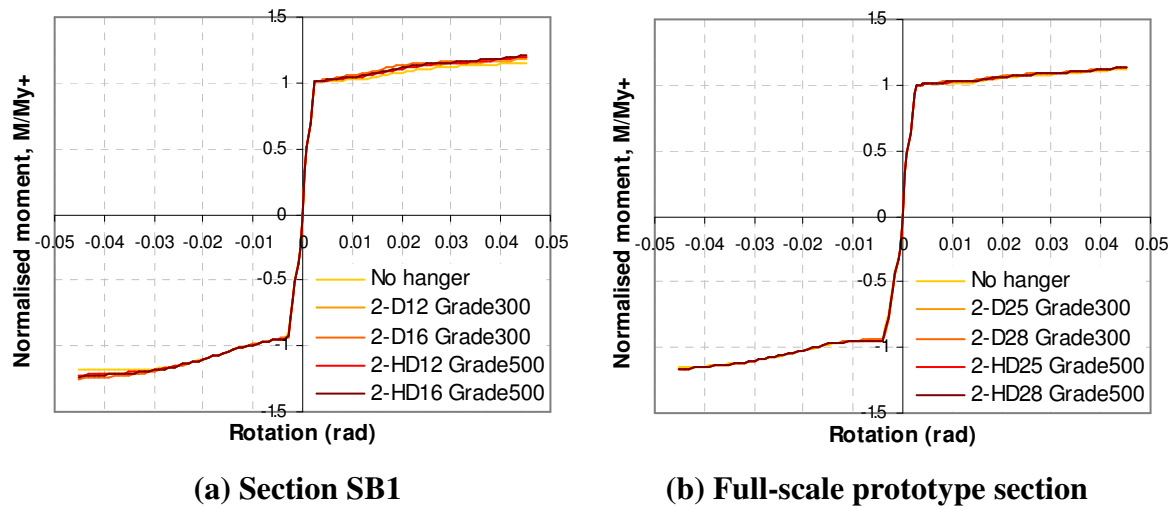 Normalised moment, M/My+
1.5
1
0.5
0
-0.05 -0.04 -0.03 -0.02 -0.01 0 0.01 0.02 0.03 0.04 0.05
-0.5
-1
-1.5
No hanger
2-D12 Grade300
2-D16 Grade300
2-HD12 Grade500
2-HD16 Grade500
Rotation (rad)
(a) Section SB1
Normalised moment, M/My+
1.5
1
0.5
0
-0.05 -0.04 -0.03 -0.02 -0.01 0 0.01 0.02 0.03 0.04 0.05
-0.5
-1
-1.5
No hanger
2-D25 Grade300
2-D28 Grade300
2-HD25 Grade500
2-HD28 Grade500
Rotation (rad)
(b) Full-scale prototype section